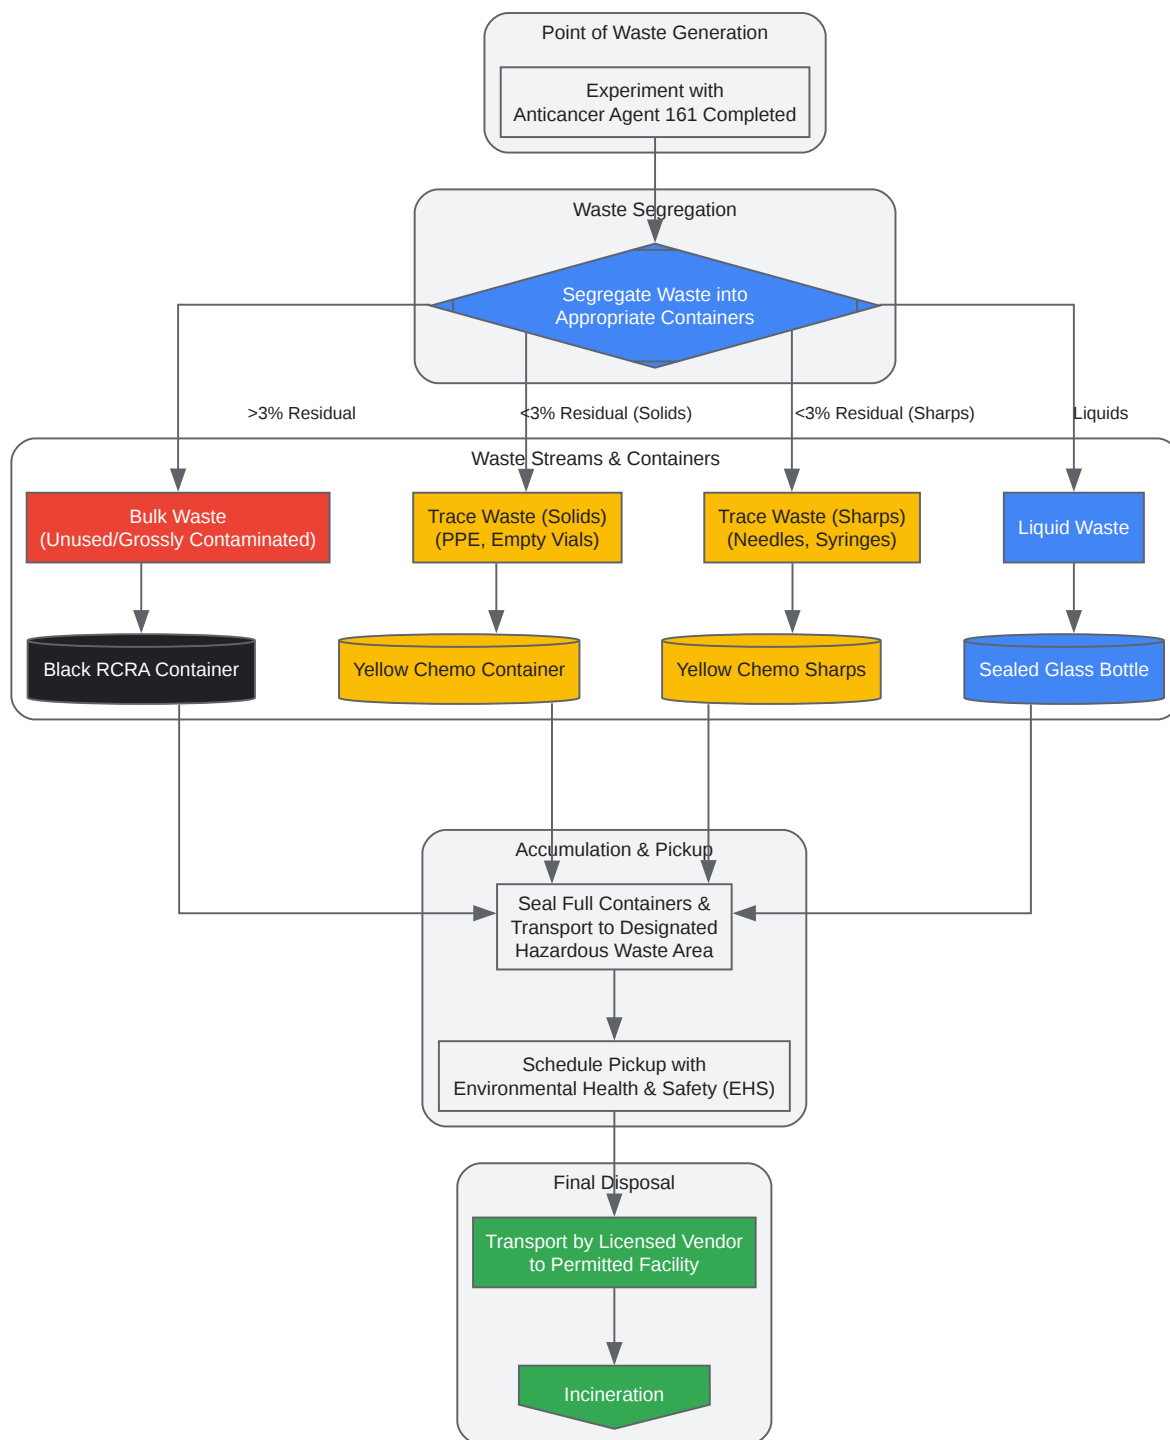 Point of Waste Generation
Experiment with
Anticancer Agent 161 Completed
Waste Segregation
Segregate Waste into
Appropriate Containers
>3% Residual
<3% Residual (Solids)
<3% Residual (Sharps)
Liquids
Waste Streams & Containers
Bulk Waste
(Unused/Grossly Contaminated)
Trace Waste (Solids)
(PPE, Empty Vials)
Trace Waste (Sharps)
(Needles, Syringes)
Liquid Waste
Black RCRA Container
Yellow Chemo Container
Yellow Chemo Sharps
Sealed Glass Bottle
Accumulation & Pickup
Seal Full Containers &
Transport to Designated
Hazardous Waste Area
Schedule Pickup with
Environmental Health & Safety (EHS)
Final Disposal
Transport by Licensed Vendor
to Permitted Facility
Incineration